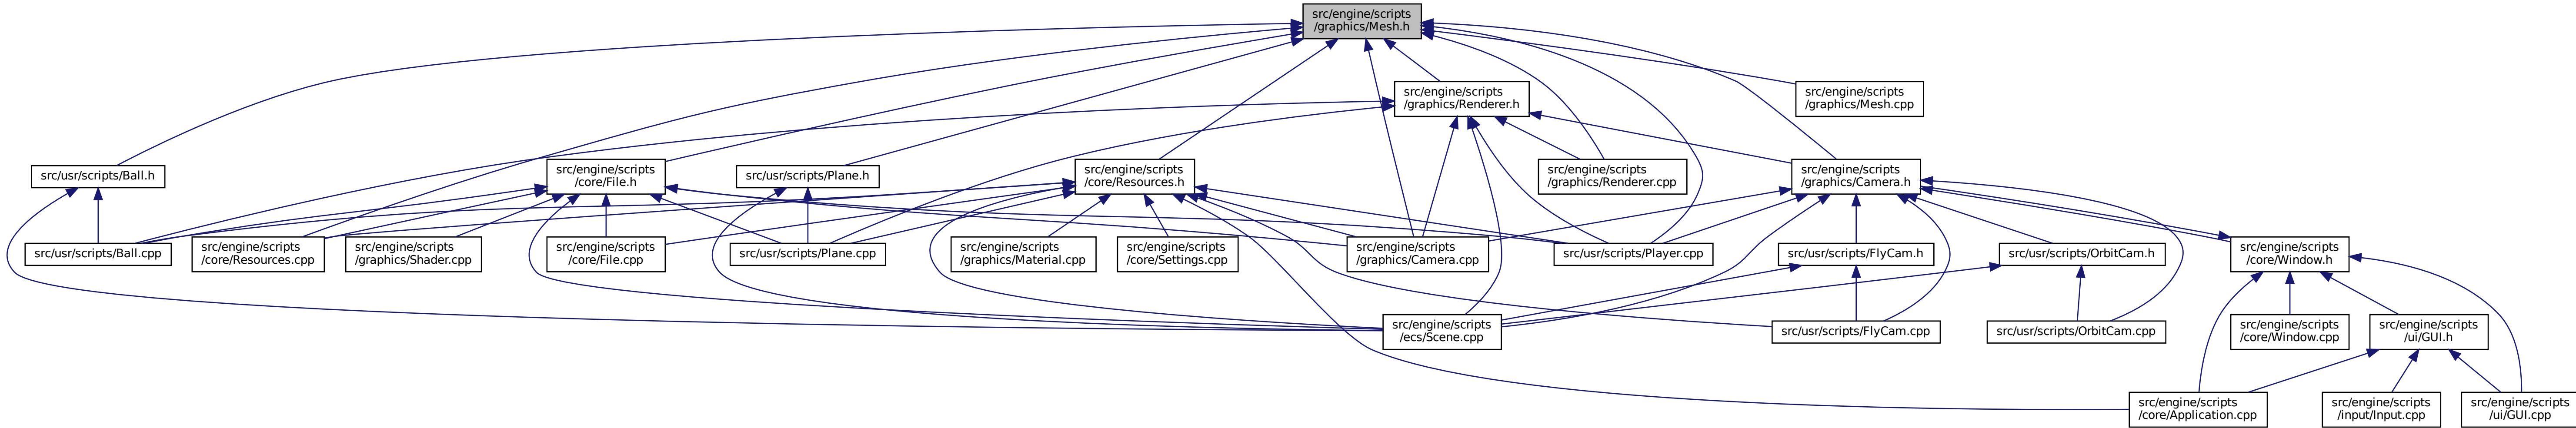 src/engine/scripts
/graphics/Mesh.h
src/engine/scripts
/graphics/Renderer.h
src/engine/scripts
/graphics/Mesh.cpp
src/usr/scripts/Ball.h
src/engine/scripts
/core/File.h
src/usr/scripts/Plane.h
src/engine/scripts
/core/Resources.h
src/engine/scripts
/graphics/Renderer.cpp
src/engine/scripts
/graphics/Camera.h
src/usr/scripts/Ball.cpp
src/engine/scripts
/core/Resources.cpp
src/engine/scripts
/graphics/Shader.cpp
src/engine/scripts
/core/File.cpp
src/usr/scripts/Plane.cpp
src/engine/scripts
/graphics/Material.cpp
src/engine/scripts
/core/Settings.cpp
src/engine/scripts
/graphics/Camera.cpp
src/usr/scripts/Player.cpp
src/usr/scripts/FlyCam.h
src/usr/scripts/OrbitCam.h
src/engine/scripts
/core/Window.h
src/engine/scripts
/ecs/Scene.cpp
src/usr/scripts/FlyCam.cpp
src/usr/scripts/OrbitCam.cpp
src/engine/scripts
/core/Window.cpp
src/engine/scripts
/ui/GUI.h
src/engine/scripts
/core/Application.cpp
src/engine/scripts
/input/Input.cpp
src/engine/scripts
/ui/GUI.cpp